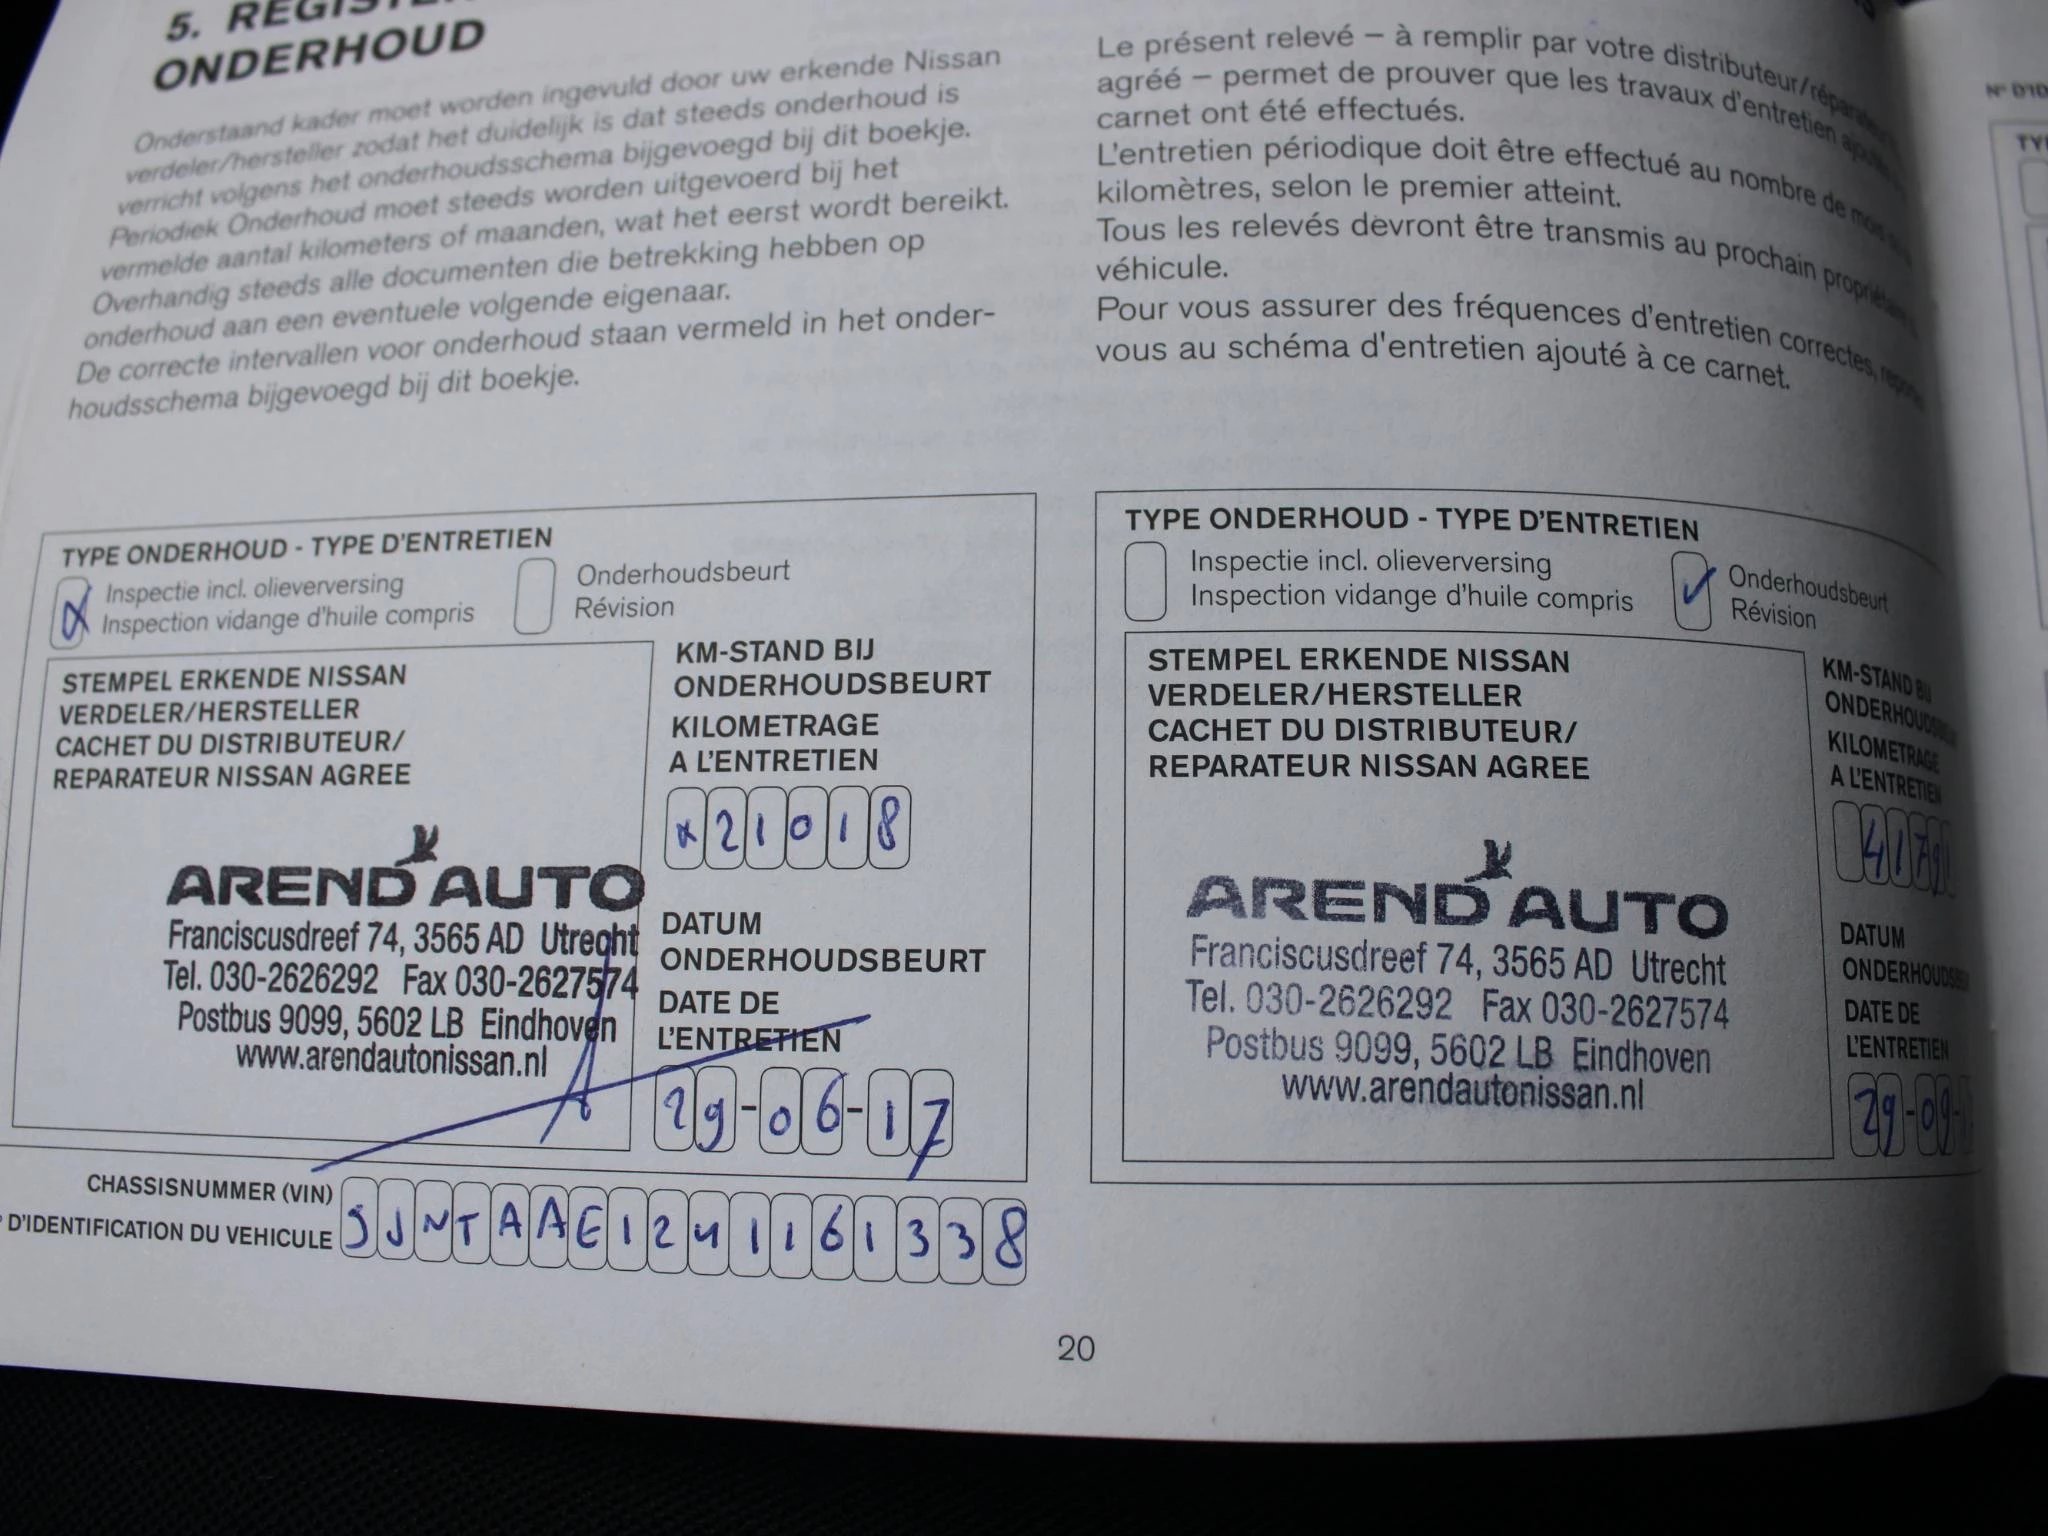 5. REGISTER
ONDERHOUD
Onderstaand kader moet worden ingevuld door uw erkende Nissan
verdeler/hersteller zodat het duidelijk is dat steeds onderhoud is
verricht volgens het onderhoudsschema bijgevoegd bij dit boekje.
Periodiek Onderhoud moet steeds worden uitgevoerd bij het
vermelde aantal kilometers of maanden, wat het eerst wordt bereikt.
Overhandig steeds alle documenten die betrekking hebben op
onderhoud aan een eventuele volgende eigenaar.
De correcte intervallen voor onderhoud staan vermeld in het onder-
houdsschema bijgevoegd bij dit boekje.
Le présent relevé – à remplir par votre distributeur/réparateur
agréé – permet de prouver que les travaux d'entretien
carnet ont été effectués.
L'entretien périodique doit être effectué au nombre de mois
kilomètres, selon le premier atteint.
Tous les relevés devront être transmis au prochain propriétaire
véhicule.
Pour vous assurer des fréquences d'entretien correctes,
vous au schéma d'entretien ajouté à ce carnet.
TYPE ONDERHOUD - TYPE D'ENTRETIEN
Inspectie incl. olieverversing
Inspection vidange d'huile compris
Onderhoudsbeurt
Révision
STEMPEL ERKENDE NISSAN
VERDELER/HERSTELLER
CACHET DU DISTRIBUTEUR/
REPARATEUR NISSAN AGREE
AREND AUTO
Franciscusdreef 74, 3565 AD Utrecht
Tel. 030-2626292 Fax 030-2627574
Postbus 9099, 5602 LB Eindhoven
www.arendautonissan.nl
KM-STAND BIJ
ONDERHOUDSBEURT
KILOMETRAGE
A L'ENTRETIEN
x21018
DATUM
ONDERHOUDSBEURT
DATE DE
L'ENTRETIEN
29-06-17
CHASSISNUMMER (VIN)
D'IDENTIFICATION DU VEHICULE
SJNTAAE12U1161338
TYPE ONDERHOUD - TYPE D'ENTRETIEN
Inspectie incl. olieverversing
Inspection vidange d'huile compris
Onderhoudsbeurt
Révision
STEMPEL ERKENDE NISSAN
VERDELER/HERSTELLER
CACHET DU DISTRIBUTEUR/
REPARATEUR NISSAN AGREE
AREND AUTO
Franciscusdreef 74, 3565 AD Utrecht
Tel. 030-2626292 Fax 030-2627574
Postbus 9099, 5602 LB Eindhoven
www.arendautonissan.nl
KM-STAND BIJ
KILOMETRAGE
A L'ENTRETIEN
DATUM
DATE DE
L'ENTRETIEN
29-09-
20